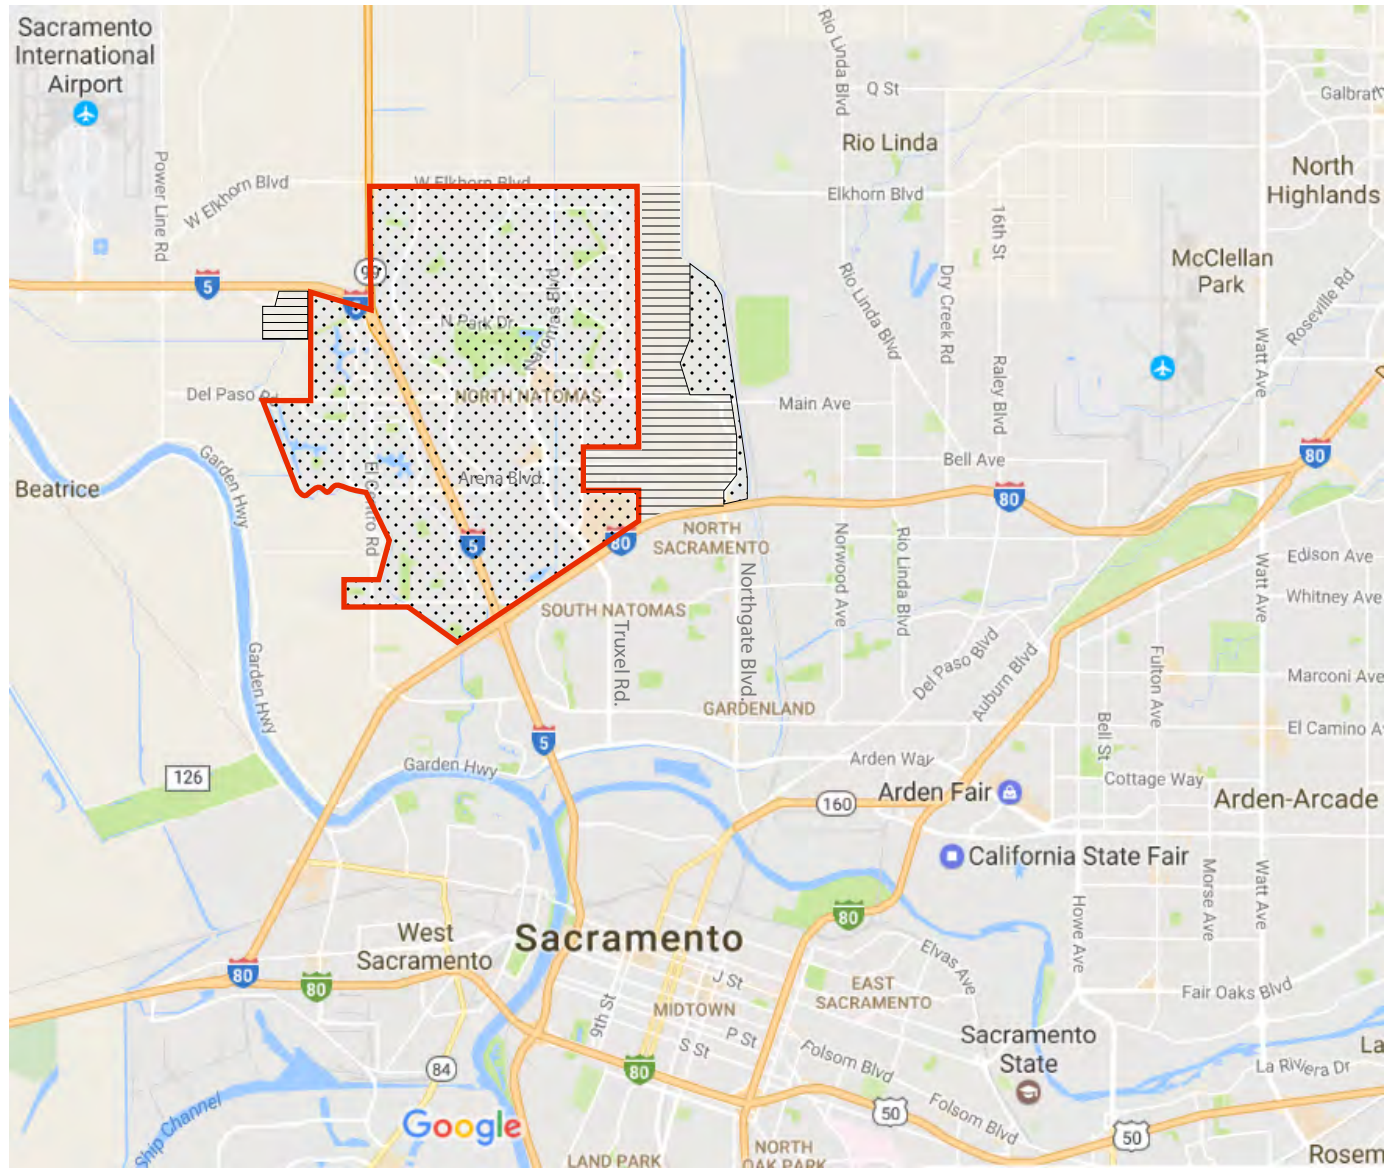 Sacramento
International
Airport
Rio Linda Blvd
Q St
Galbrat
Rio Linda
North
Highlands
Power Line Rd
W Elkhorn Blvd
W Elkhorn Blvd
Elkhorn Blvd
16th St
McClellan
Park
99
5
5
Rio Linda Blvd
Dry Creek Rd
Roseville Rd
N Park Dr
Natomas Blvd
Watt Ave
Raley Blvd
Del Paso Rd
NORTH NATOMAS
Main Ave
Garden Hwy
Bell Ave
80
Beatrice
El Centro Rd
Arena Blvd.
80
5
80
NORTH
SACRAMENTO
Norwood Ave
Rio Linda Blvd
Watt Ave
Edison Ave
Whitney Ave
SOUTH NATOMAS
Truxel Rd.
Northgate Blvd.
Del Paso Blvd
Auburn Blvd
Fulton Ave
Marconi Ave
Garden Hwy
GARDENLAND
Bell St
El Camino A
5
Garden Hwy
Arden Way
126
Cottage Way
160
Arden Fair
Arden-Arcade
California State Fair
Morse Ave
Watt Ave
Howe Ave
80
West
Sacramento
Sacramento
Elvas Ave
80
80
J St
EAST
SACRAMENTO
Fair Oaks Blvd
9th St
MIDTOWN
P St
S St
Sacramento
State
La
Folsom Blvd
La Riviera Dr
84
80
50
Folsom Blvd
50
Ship Channel
Google
LAND PARK
NORTH
OAK PARK
Rosem